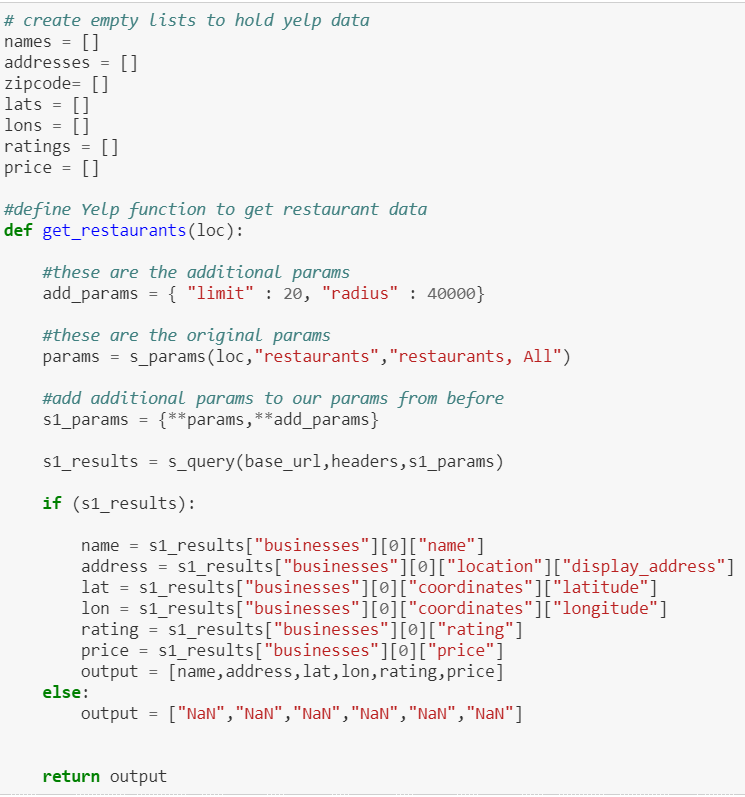 # create empty lists to hold yelp data
names = []
addresses = []
zipcode= []
lats = []
lons = []
ratings = []
price = []

#define Yelp function to get restaurant data
def get_restaurants(loc):

    #these are the additional params
    add_params = { "limit" : 20, "radius" : 40000}

    #these are the original params
    params = s_params(loc,"restaurants","restaurants, All")

    #add additional params to our params from before
    s1_params = {**params,**add_params}

    s1_results = s_query(base_url,headers,s1_params)

    if (s1_results):

        name = s1_results["businesses"][0]["name"]
        address = s1_results["businesses"][0]["location"]["display_address"]
        lat = s1_results["businesses"][0]["coordinates"]["latitude"]
        lon = s1_results["businesses"][0]["coordinates"]["longitude"]
        rating = s1_results["businesses"][0]["rating"]
        price = s1_results["businesses"][0]["price"]
        output = [name,address,lat,lon,rating,price]
    else:
        output = ["NaN","NaN","NaN","NaN","NaN","NaN"]


    return output